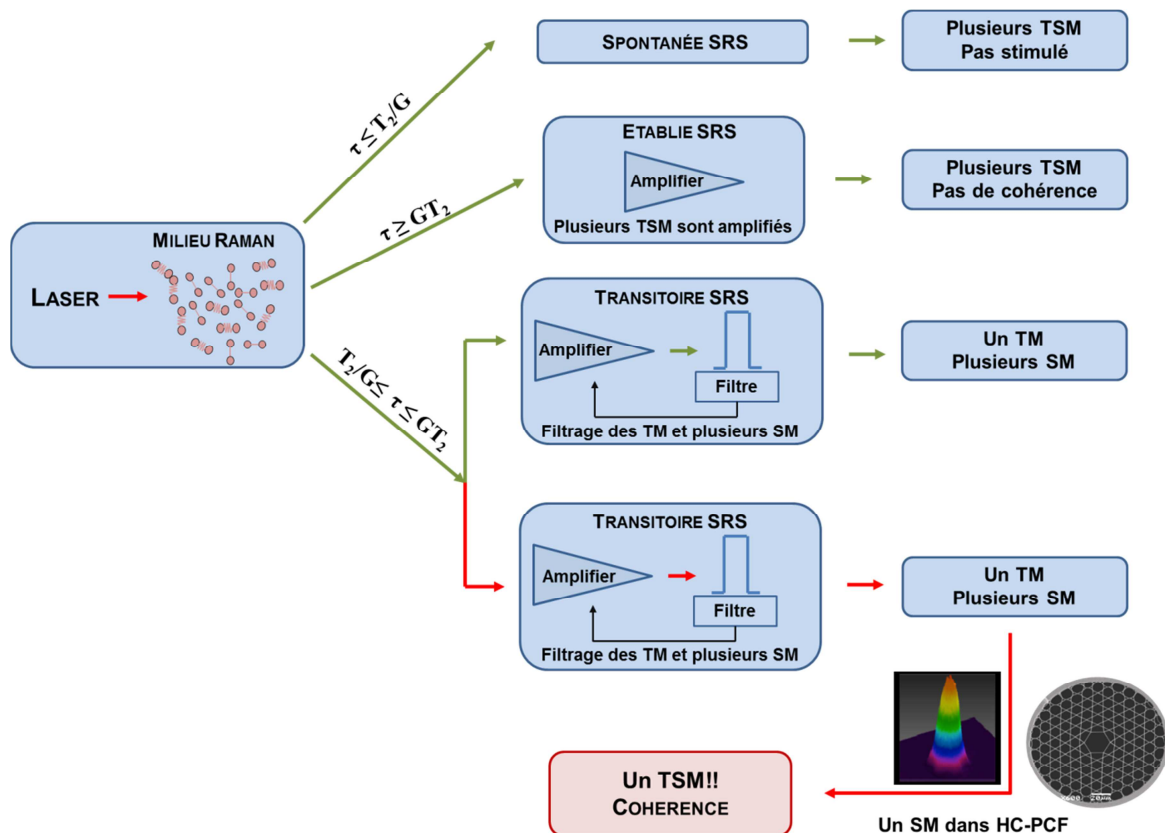 SPONTANÉE SRS
Plusieurs TSM
Pas stimulé
τ ≤ T₂/G
ETABLIE SRS
Amplifier
Plusieurs TSM sont amplifiés
Plusieurs TSM
Pas de cohérence
τ ≥ GT₂
MILIEU RAMAN
LASER
TRANSITOIRE SRS
Amplifier
Filtre
Filtrage des TM et plusieurs SM
Un TM
Plusieurs SM
T₂/G≤ τ ≤ GT₂
TRANSITOIRE SRS
Amplifier
Filtre
Filtrage des TM et plusieurs SM
Un TM
Plusieurs SM
Un TSM!!
COHERENCE
20µm
Un SM dans HC-PCF